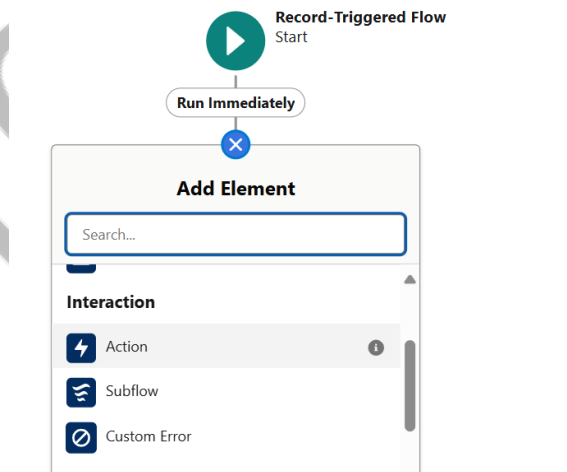 Record-Triggered Flow
Start
Run Immediately
Add Element
Search...
Interaction
Action
Subflow
Custom Error